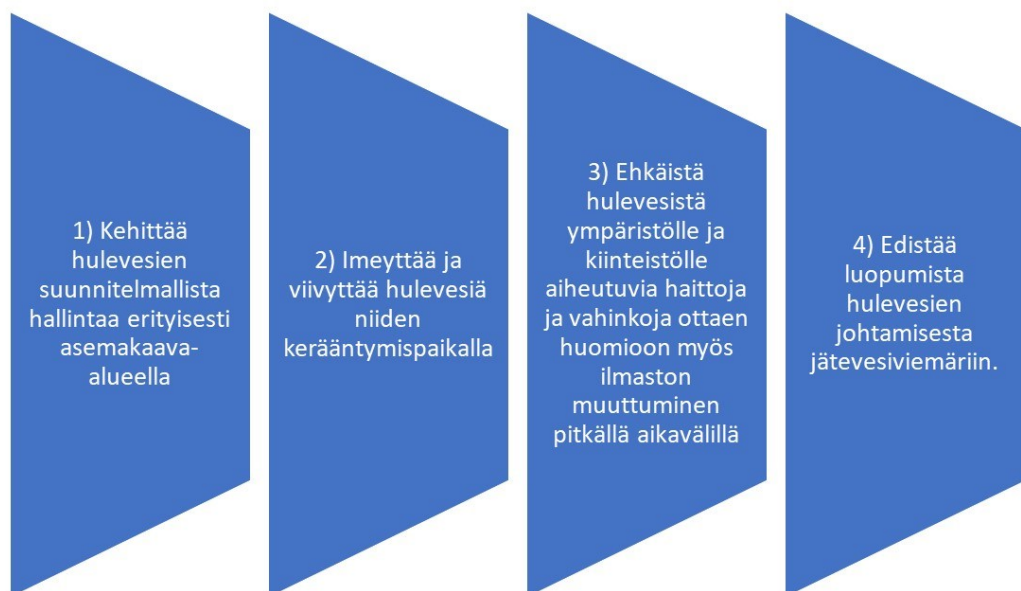 1) Kehittää
hulevesien
suunnitelmallista
hallintaa erityisesti
asemakaava-
alueella
2) Imeyttää ja
viivyttää hulevesiä
niiden
kerääntymispaikalla
3) Ehkäistä
hulevesistä
ympäristölle ja
kiinteistölle
aiheutuvia haittoja
ja vahinkoja ottaen
huomioon myös
ilmaston
muuttuminen
pitkällä aikavälillä
4) Edistää
luopumista
hulevesien
johtamisesta
jätevesiviemäriin.